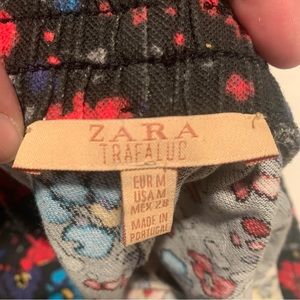 ZARA
TRAFALUC
EUR M
USA M
MEX 28
MADE IN
PORTUGAL